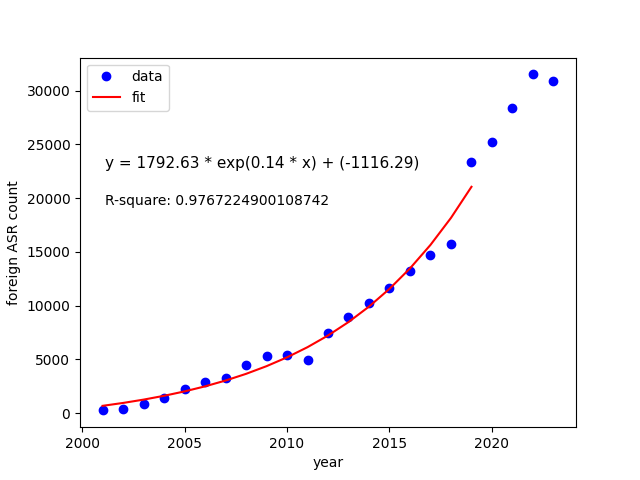 data
fit
y = 1792.63 * exp(0.14 * x) + (-1116.29)
R-square: 0.9767224900108742
foreign ASR count
30000
25000
20000
15000
10000
5000
0
2000 2005 2010 2015 2020
year